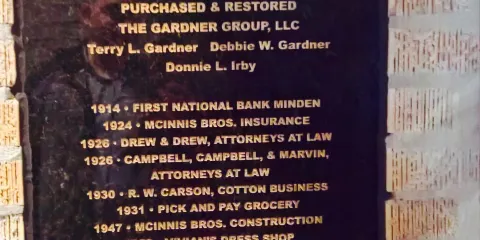 PURCHASED & RESTORED
THE GARDNER GROUP, LLC
Terry L. Gardner Debbie W. Gardner
Donnie L. Irby
1914 • FIRST NATIONAL BANK MINDEN
1924 • MCINNIS BROS. INSURANCE
1926 • DREW & DREW, ATTORNEYS AT LAW
1926 • CAMPBELL, CAMPBELL, & MARVIN,
ATTORNEYS AT LAW
1930 • R. W. CARSON, COTTON BUSINESS
1931 • PICK AND PAY GROCERY
1947 • MCINNIS BROS. CONSTRUCTION
DRESS SHOP